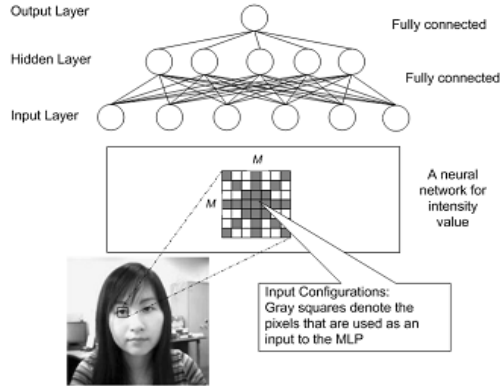 Output Layer
Fully connected
Hidden Layer
Fully connected
Input Layer
M
M
A neural
network for
intensity
value
Input Configurations:
Gray squares denote the
pixels that are used as an
input to the MLP